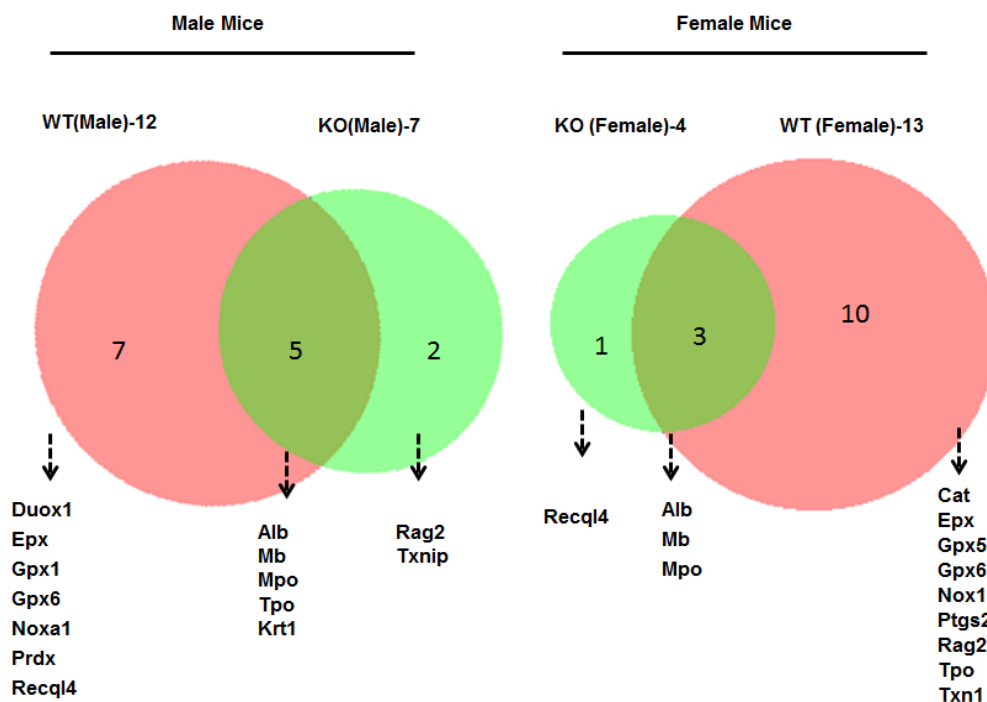 Male Mice
Female Mice
WT(Male)-12
KO(Male)-7
KO (Female)-4
WT (Female)-13
7
5
2
1
3
10
Duox1
Epx
Gpx1
Gpx6
Noxa1
Prdx
Recql4
Alb
Mb
Mpo
Tpo
Krt1
Rag2
Txnip
Recql4
Alb
Mb
Mpo
Cat
Epx
Gpx5
Gpx6
Nox1
Ptgs2
Rag2
Tpo
Txn1